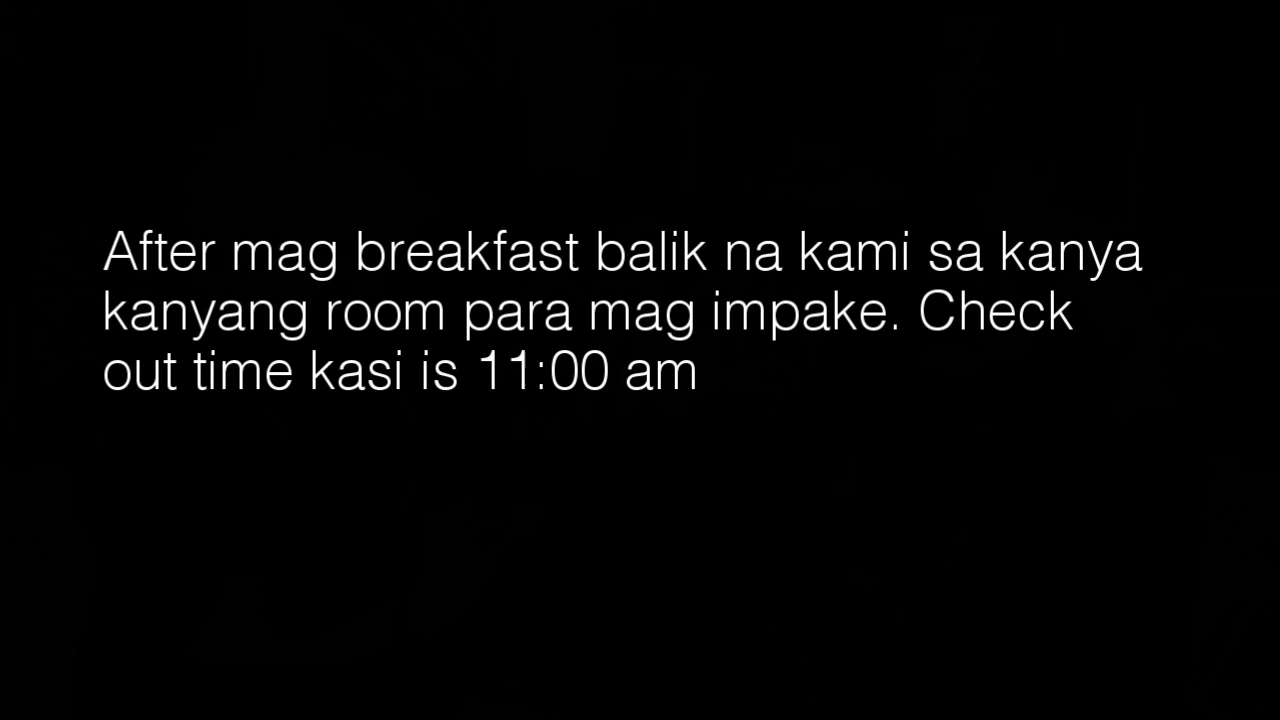 After mag breakfast balik na kami sa kanya
kanyang room para mag impake. Check
out time kasi is 11:00 am